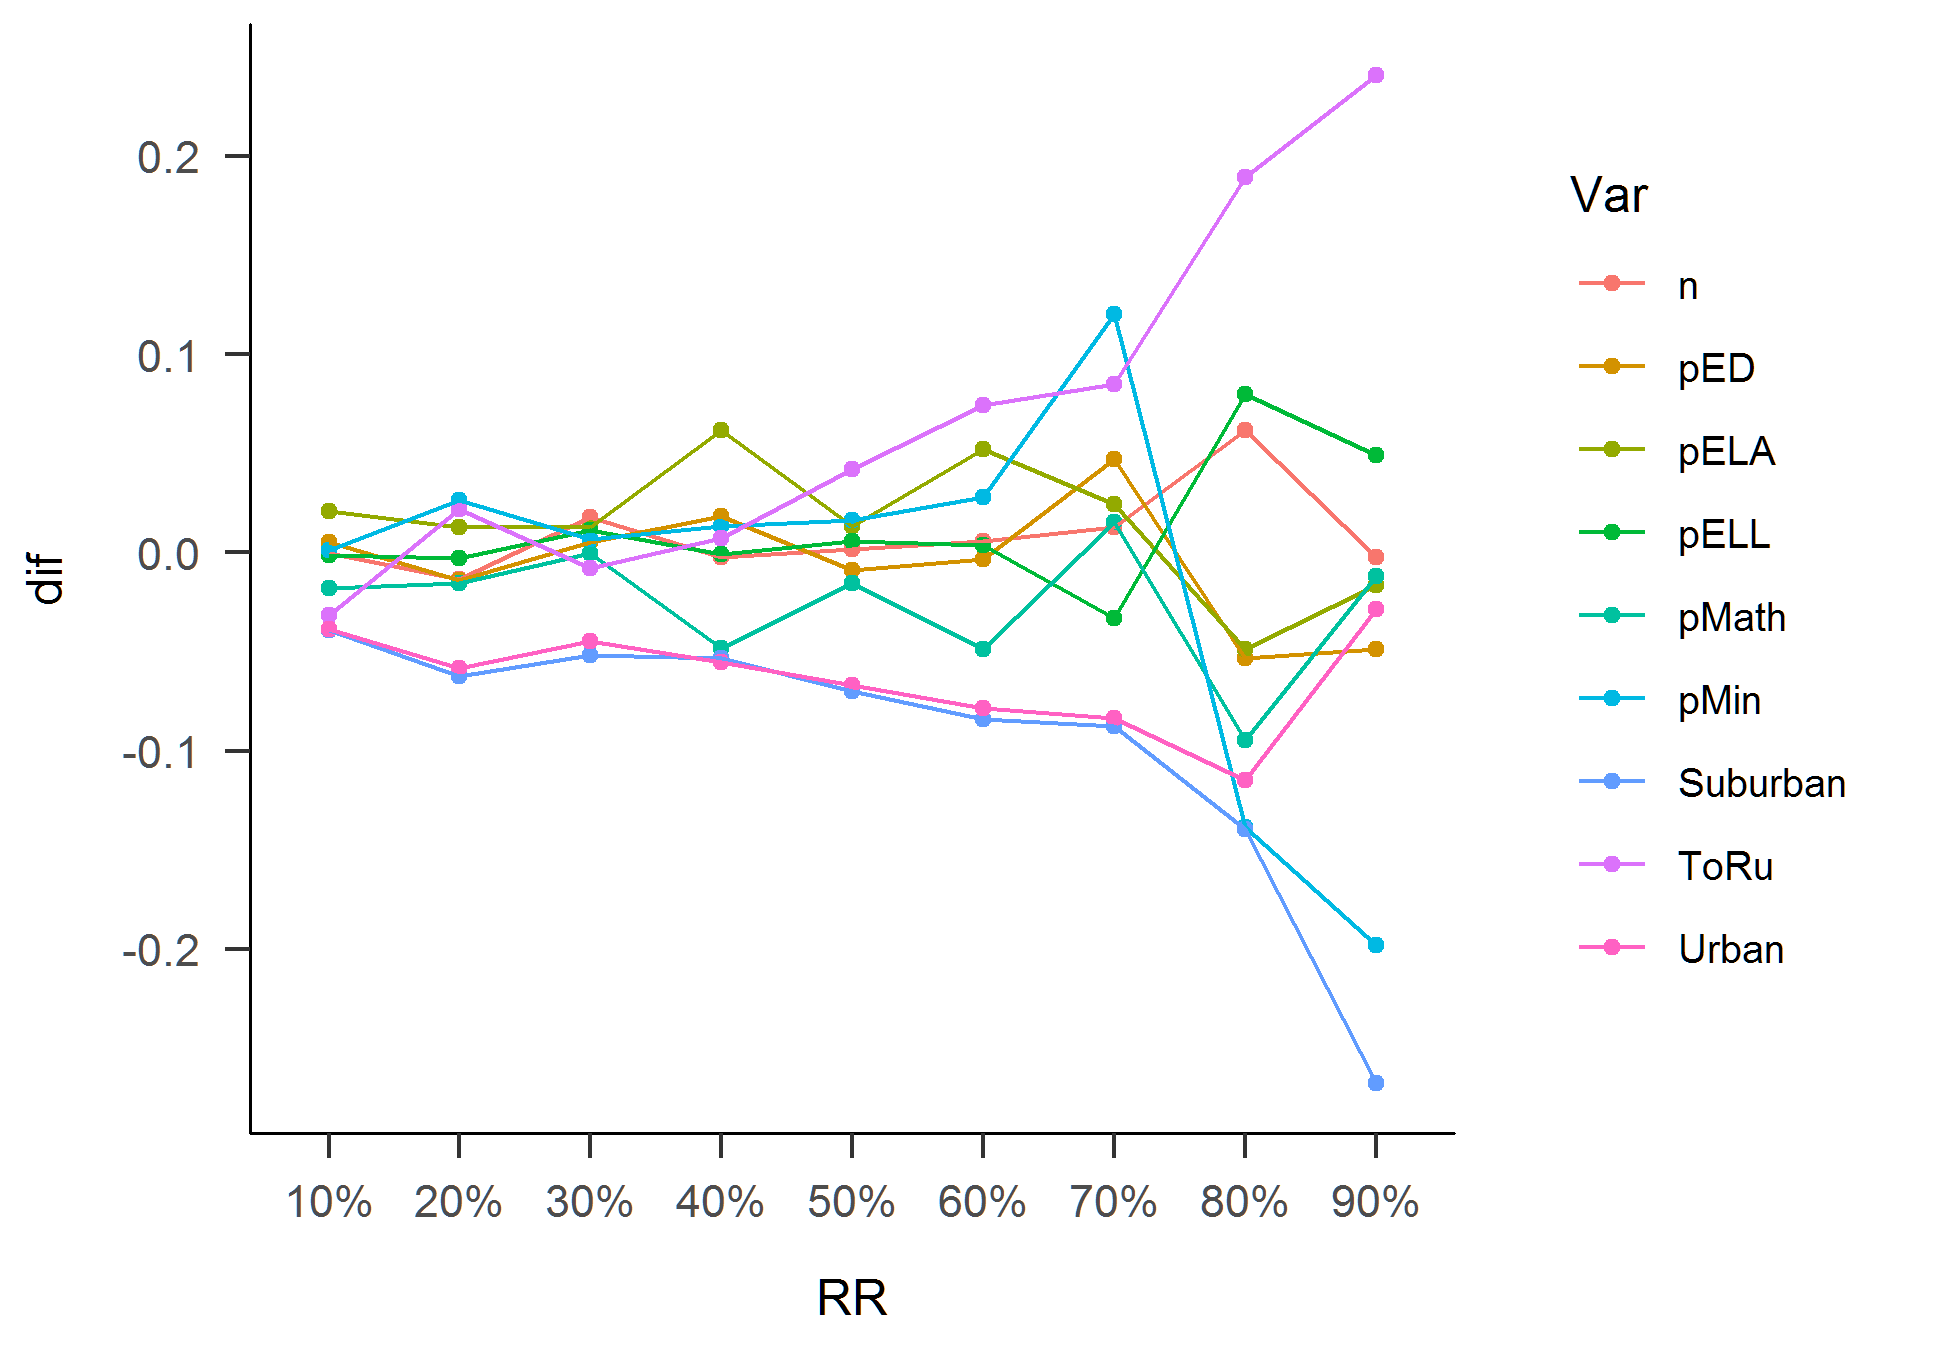 0.2
0.1
0.0
-0.1
-0.2
dif
10% 20% 30% 40% 50% 60% 70% 80% 90%
RR
Var
n
pED
pELA
pELL
pMath
pMin
Suburban
ToRu
Urban